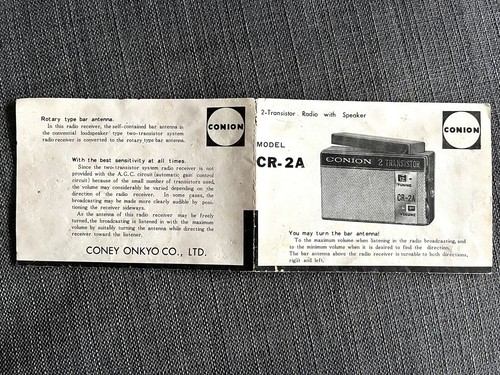 Rotary type bar antenna.
In this radio receiver, the self-contained bar antenna in
the convential loudspeaker type two-transistor system
radio receiver is converted to the rotary type bar antenna.
CONION
With the best sensitivity at all times.
Since the two-transistor system radio receiver is not
provided with the A.G.C. circuit (automatic gain control
circuit) because of the small number of transistors used,
the volume may considerably be varied depending on the
direction of the radio receiver. In some cases, the
broadcasting may be made more clearly audible by posi-
tioning the receiver sideways.
As the antenna of this radio receiver may be freely
turned, the broadcasting is listened in with the maximum
volume by suitably turning the antenna while directing the
receiver toward the listener.
CONEY ONKYO CO., LTD.
2-Transistor Radio with Speaker
CONION
MODEL
CR-2A
CONION 2 TRANSISTOR
TUNING
CR-2A
VOLUME
You may turn the bar antenna!
To the maximum volume when listening in the radio broadcasting, and
to the minimum volume when it is desired to find the direction.
The bar antenna above the radio receiver is turnable to both directions,
right and left.